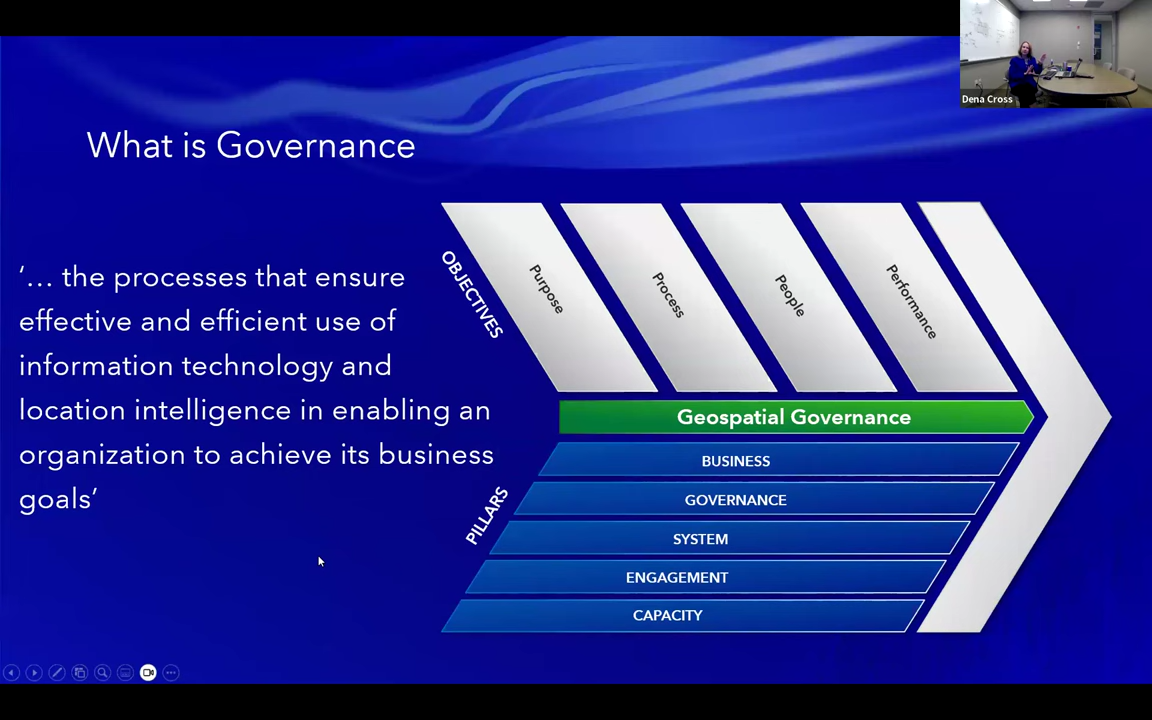 Dena Cross
What is Governance
‘... the processes that ensure
effective and efficient use of
information technology and
location intelligence in enabling an
organization to achieve its business
goals’
OBJECTIVES
Purpose
Process
People
Performance
Geospatial Governance
PILLARS
BUSINESS
GOVERNANCE
SYSTEM
ENGAGEMENT
CAPACITY